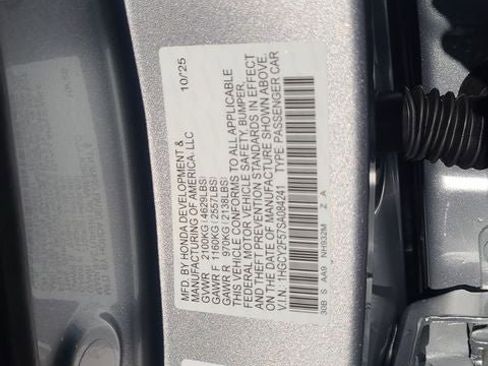 MFD. BY HONDA DEVELOPMENT & 10/25
MANUFACTURING OF AMERICA, LLC
GVWR 2100KG(4629LBS)
GAWR F 1160KG(2557LBS)
GAWR R 970KG(2138LBS)
THIS VEHICLE CONFORMS TO ALL APPLICABLE
FEDERAL MOTOR VEHICLE SAFETY, BUMPER,
AND THEFT PREVENTION STANDARDS IN EFFECT
ON THE DATE OF MANUFACTURE SHOWN ABOVE.
V.I.N.: 1HGCY2F57SA084241 TYPE:PASSENGER CAR
30B S AA9 NH932M Z A